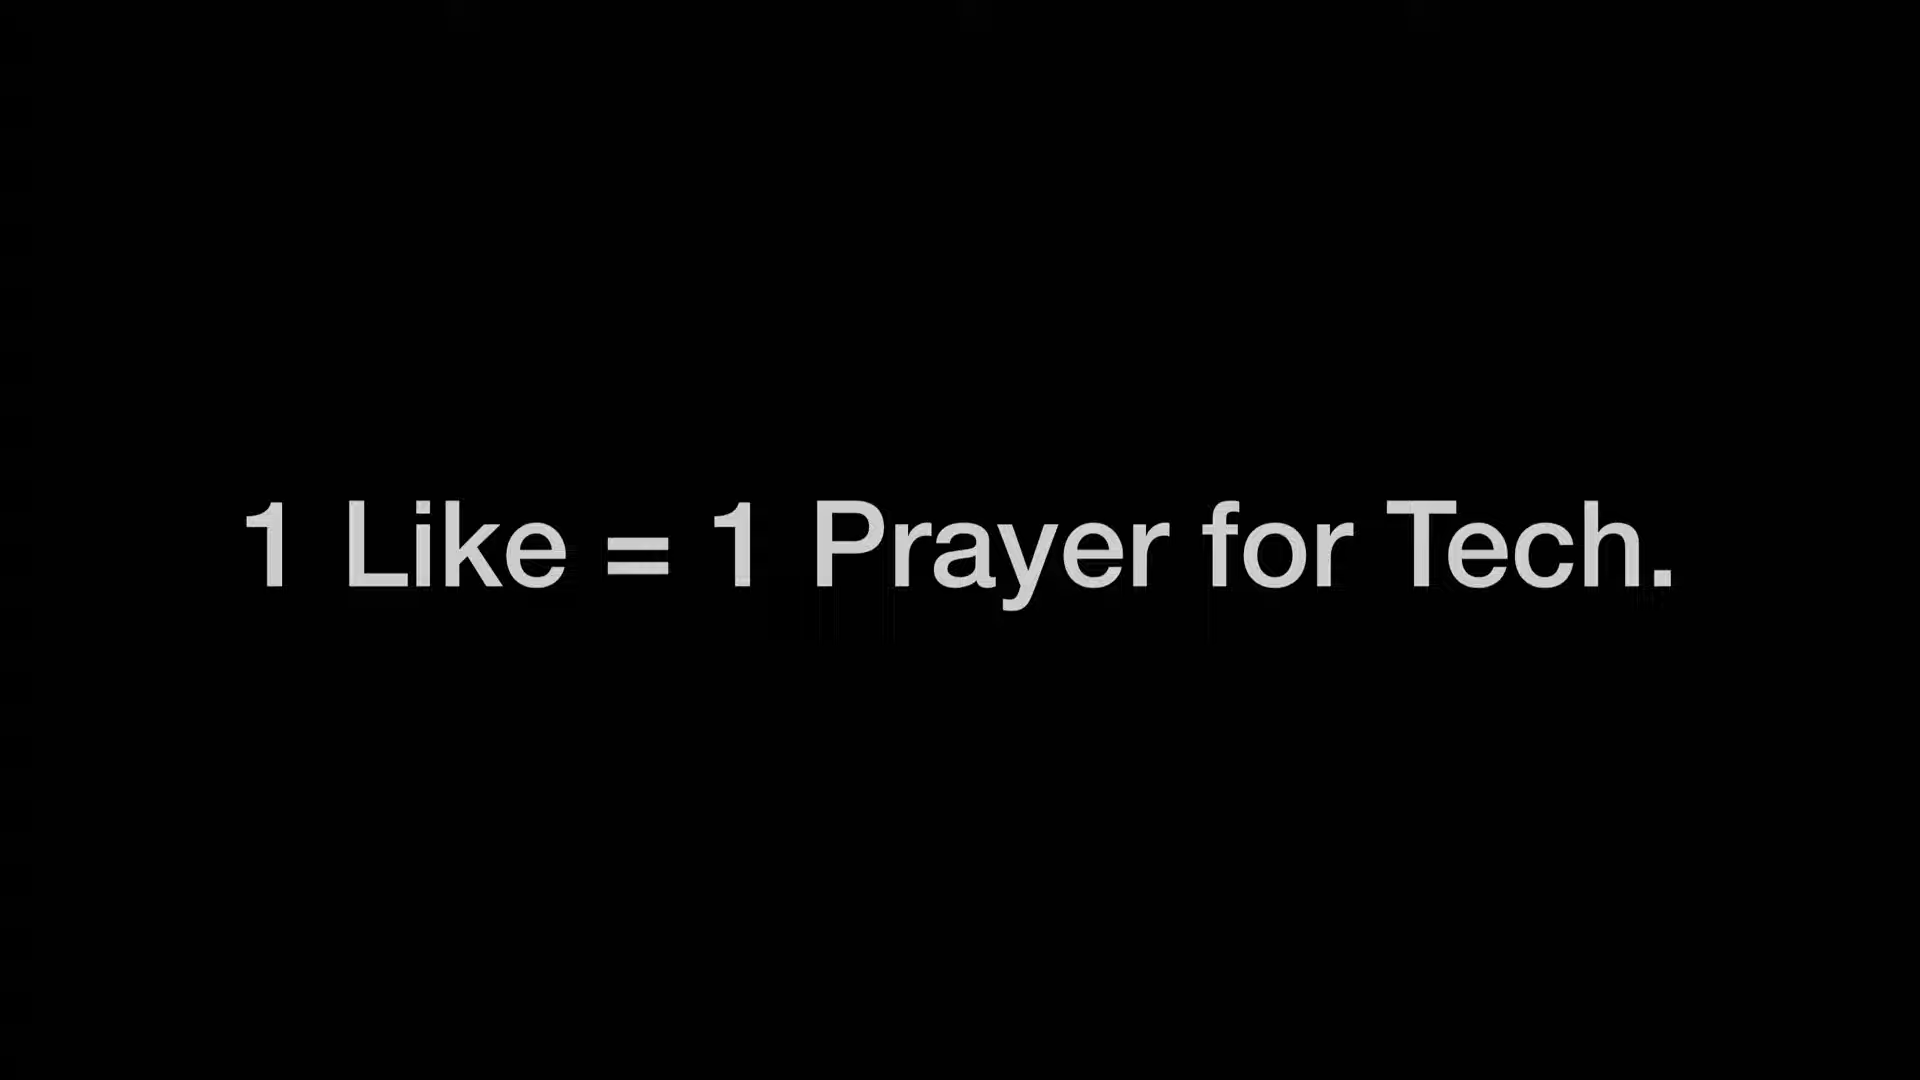 1 Like = 1 Prayer for Tech.